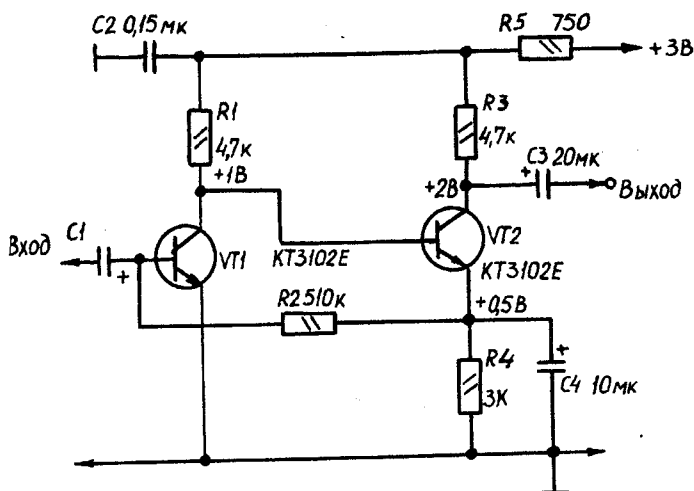 C2 0,15мк
R5 750
+3В
R1
4,7к
R3
4,7к
C3 20мк
+
+1В
+2В
Выход
C1
Вход
+
VT1
КТ3102Е
VT2
КТ3102Е
R2 510к
+0,5В
R4
3К
+
C4 10мк